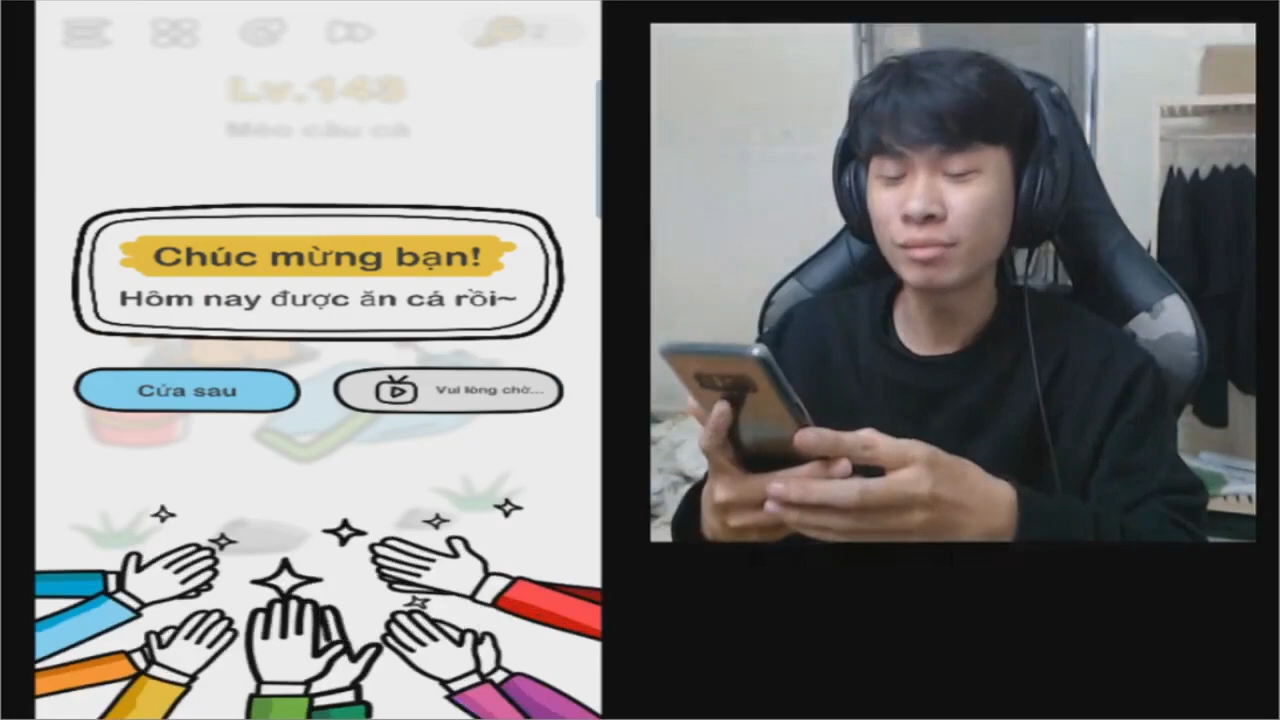 Lv.143
Mèo câu cá
Chúc mừng bạn!
Hôm nay được ăn cá rồi~
Cửa sau
Vui lòng chờ...